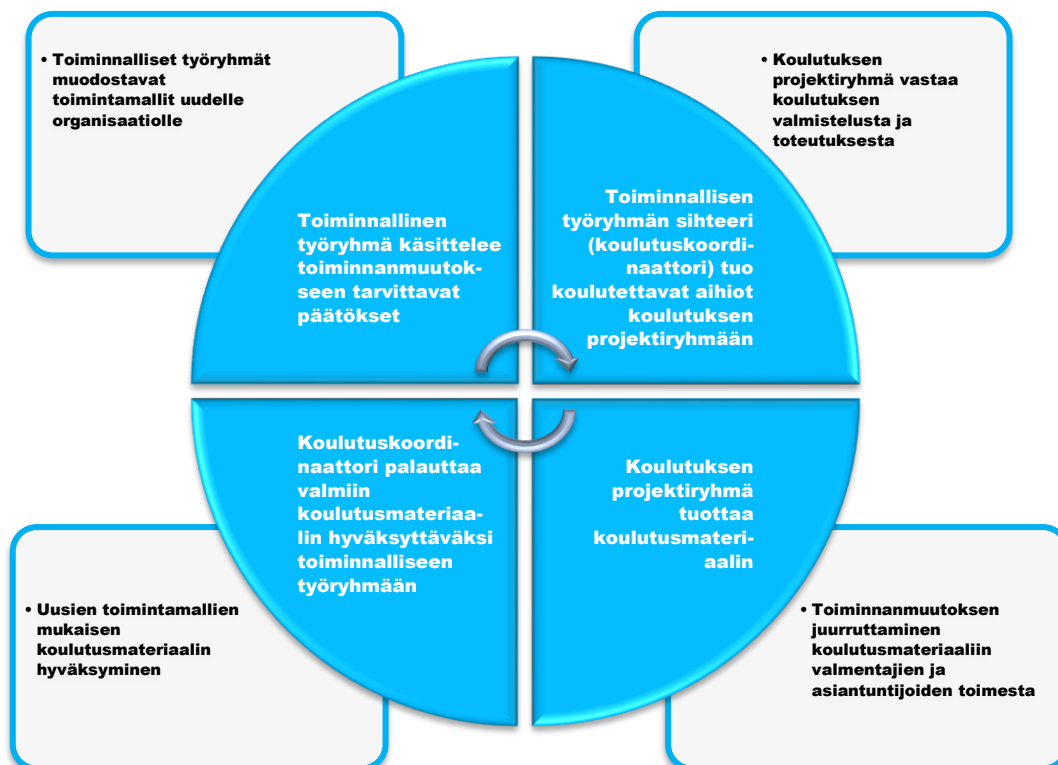 • Toiminnalliset työryhmät
muodostavat
toimintamallit uudelle
organisaatiolle
• Koulutuksen
projektiryhmä vastaa
koulutuksen
valmistelusta ja
toteutuksesta
Toiminnallinen
työryhmä käsittelee
toiminnanmuutok-
seen tarvittavat
päätökset
Toiminnallisen
työryhmän sihteeri
(koulutuskoordi-
naattori) tuo
koulutettavat aihiot
koulutuksen
projektiryhmään
Koulutuskoordi-
naattori palauttaa
valmiin
koulutusmateriaa-
lin hyväksyttäväksi
toiminnalliseen
työryhmään
Koulutuksen
projektiryhmä
tuottaa
koulutusmateri-
aalin
• Uusien toimintamallien
mukaisen
koulutusmateriaalin
hyväksyminen
• Toiminnanmuutoksen
juurruttaminen
koulutusmateriaaliin
valmentajien ja
asiantuntijoiden toimesta